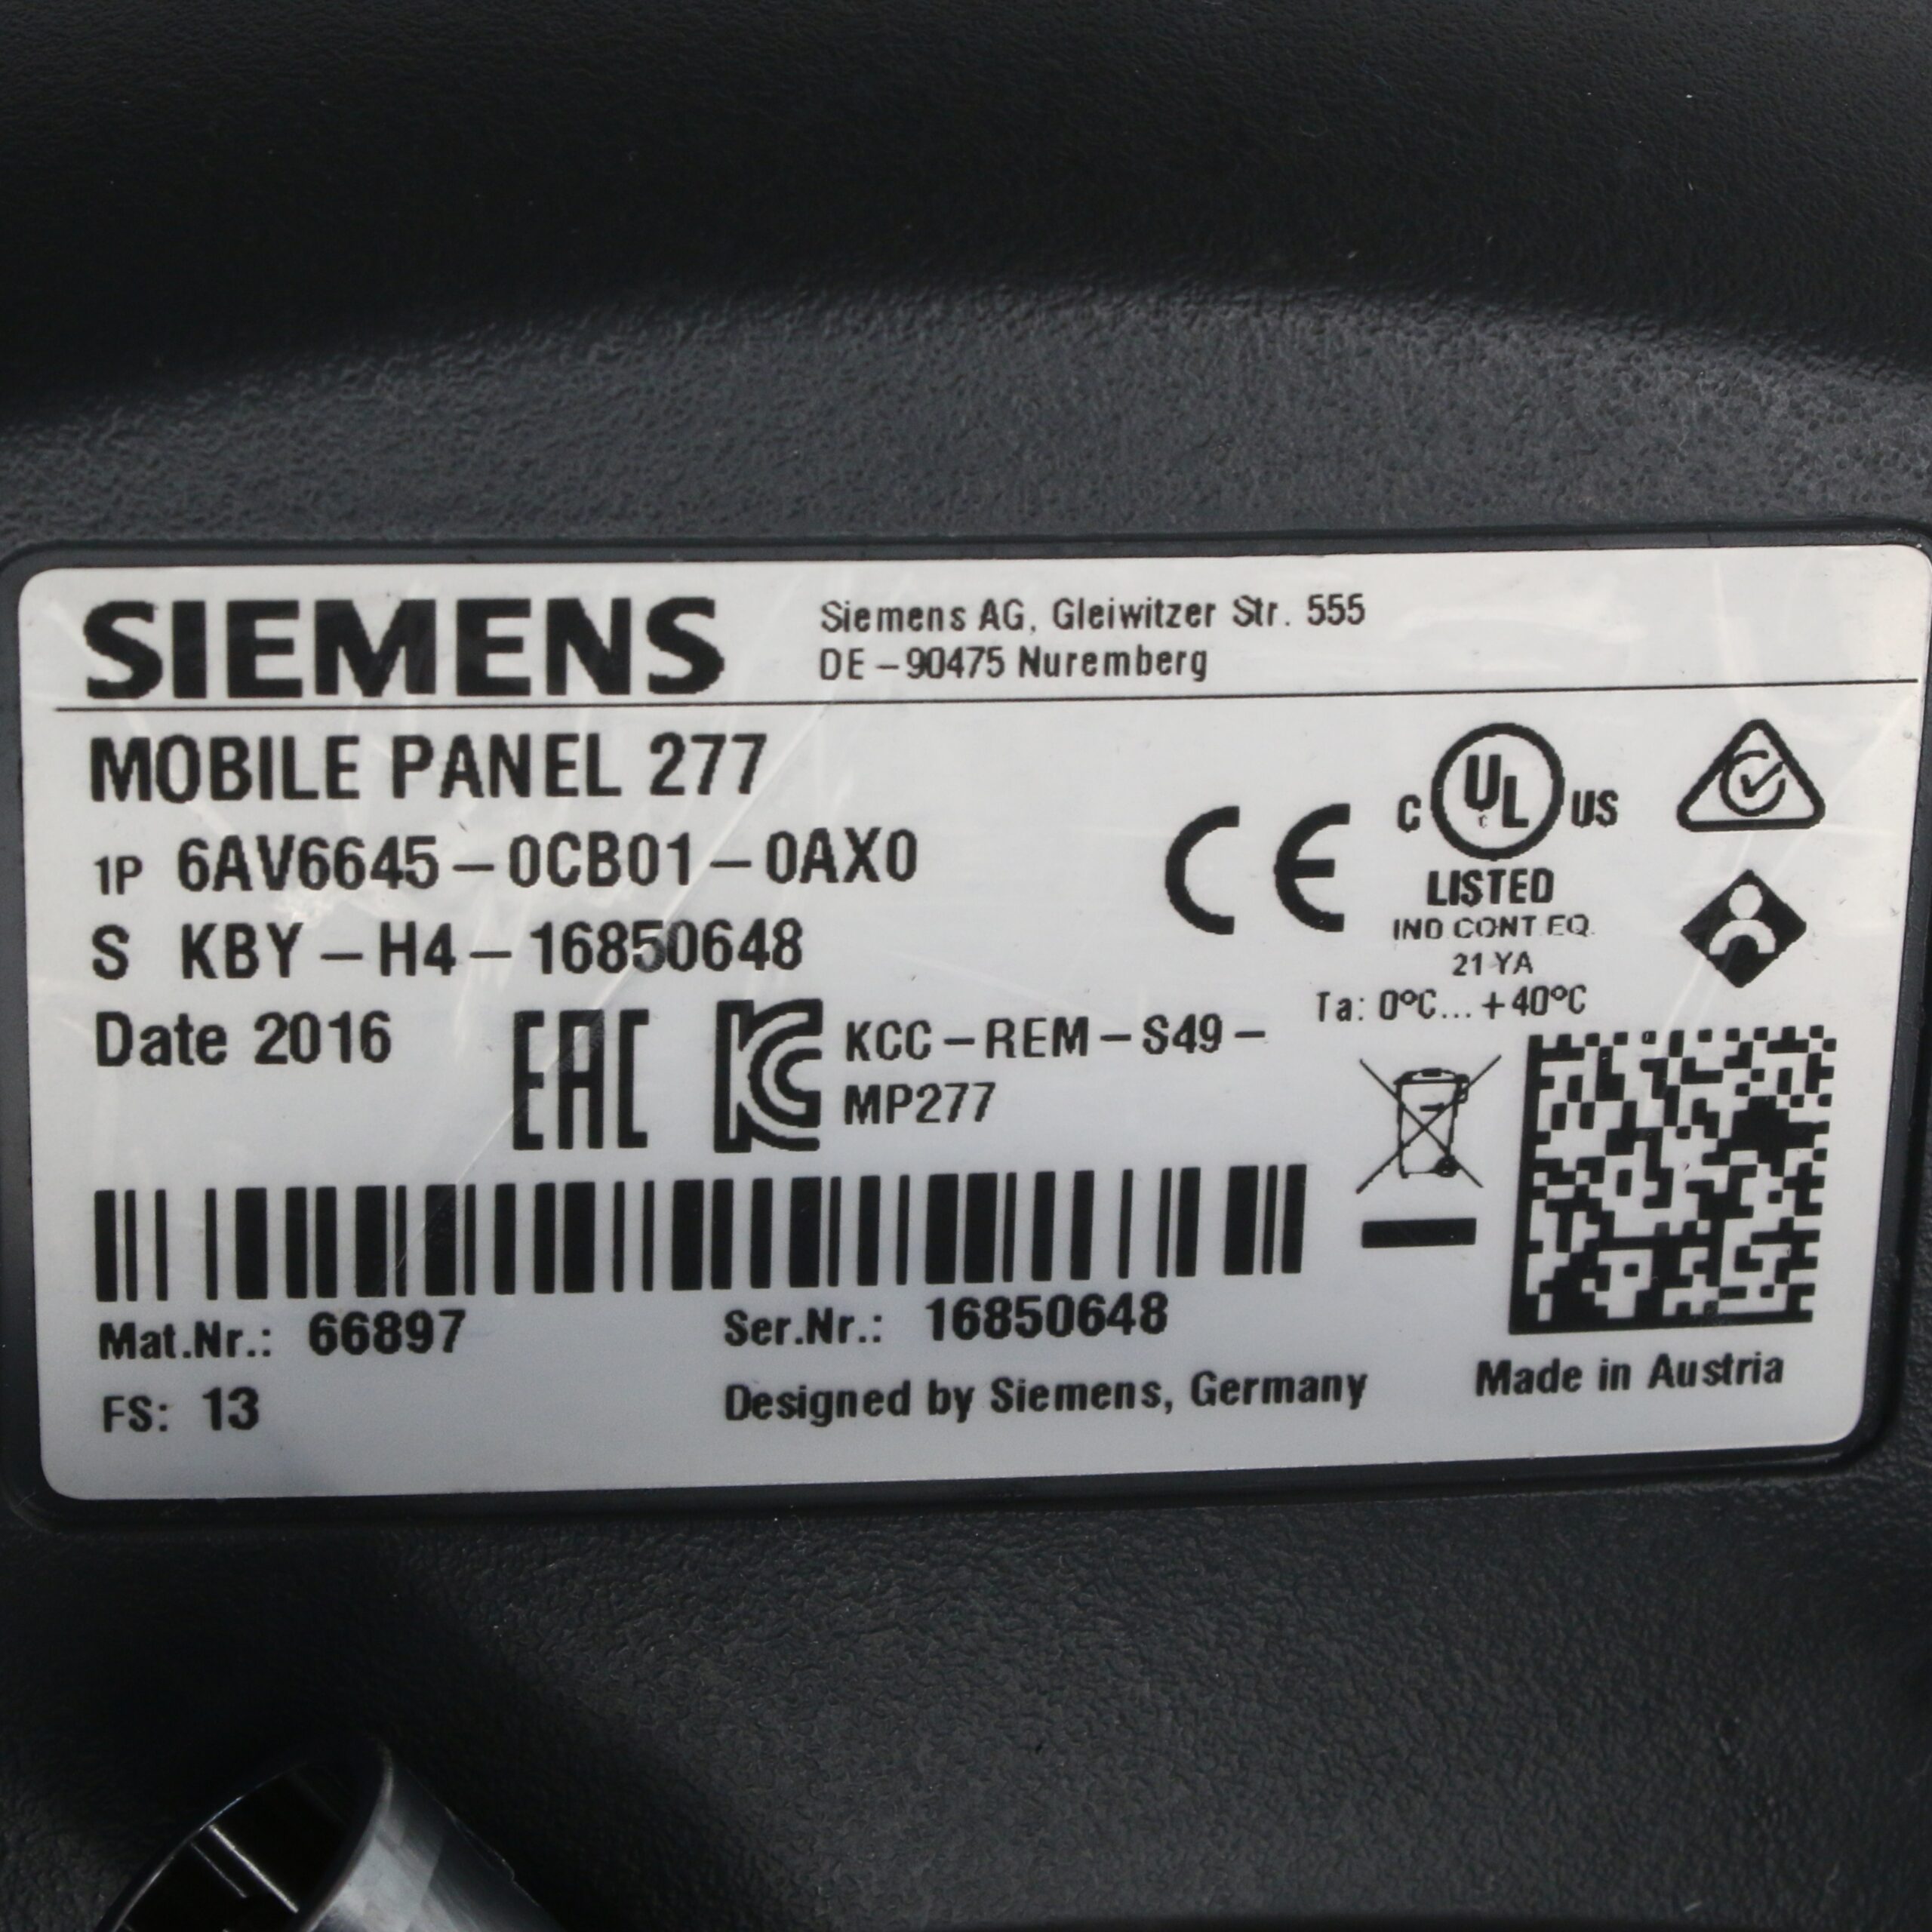 SIEMENS
Siemens AG, Gleiwitzer Str. 555
DE-90475 Nuremberg
MOBILE PANEL 277
1P 6AV6645-0CB01-0AX0
S KBY-H4-16850648
Date 2016
EAC
KC
KCC-REM-S49-
MP277
CE
C UL US
LISTED
IND CONT EQ.
21 YA
Ta: 0°C...+40°C
Mat.Nr.: 66897
Ser.Nr.: 16850648
FS: 13
Designed by Siemens, Germany
Made in Austria